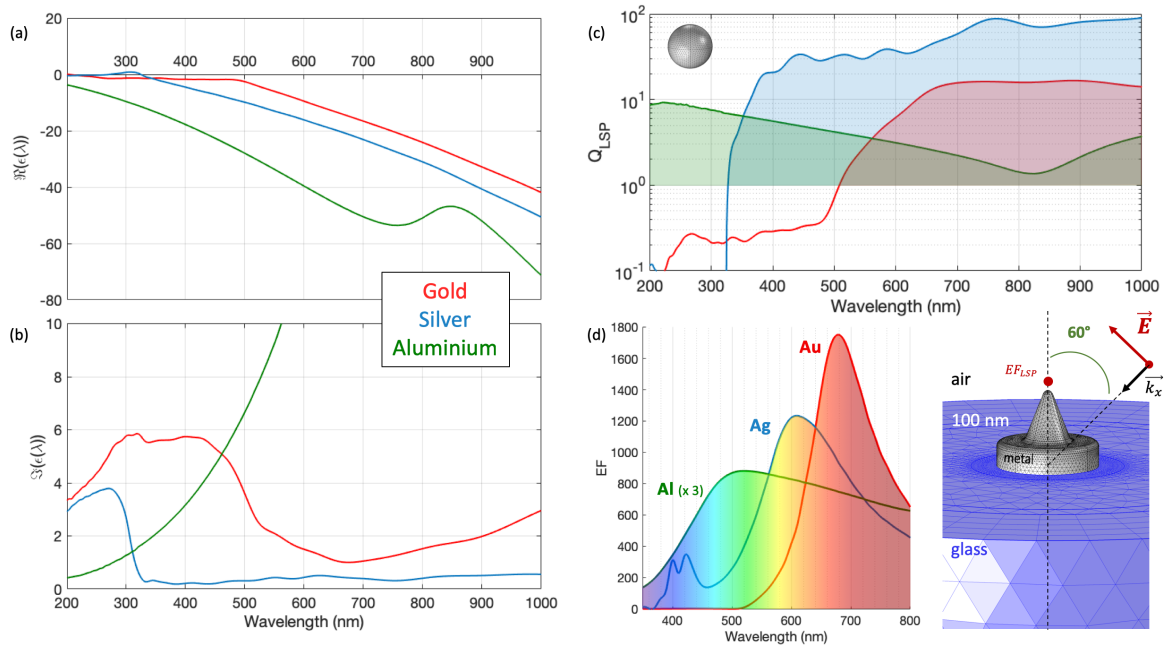 (a)
300 400 500 600 700 800 900
20
0
-20
-40
-60
-80
ℜ(ϵ(λ))
Gold
Silver
Aluminium
(b)
10
8
6
4
2
0
ℑ(ϵ(λ))
200 300 400 500 600 700 800 900 1000
Wavelength (nm)
(c)
10²
10¹
10⁰
10⁻¹
Q_LSP
200 300 400 500 600 700 800 900 1000
Wavelength (nm)
(d)
1800
1600
1400
1200
1000
800
600
400
200
0
EF
Au
Ag
Al (x 3)
400 500 600 700 800
Wavelength (nm)
60°
E
EF_LSP
air
k_x
100 nm
metal
glass